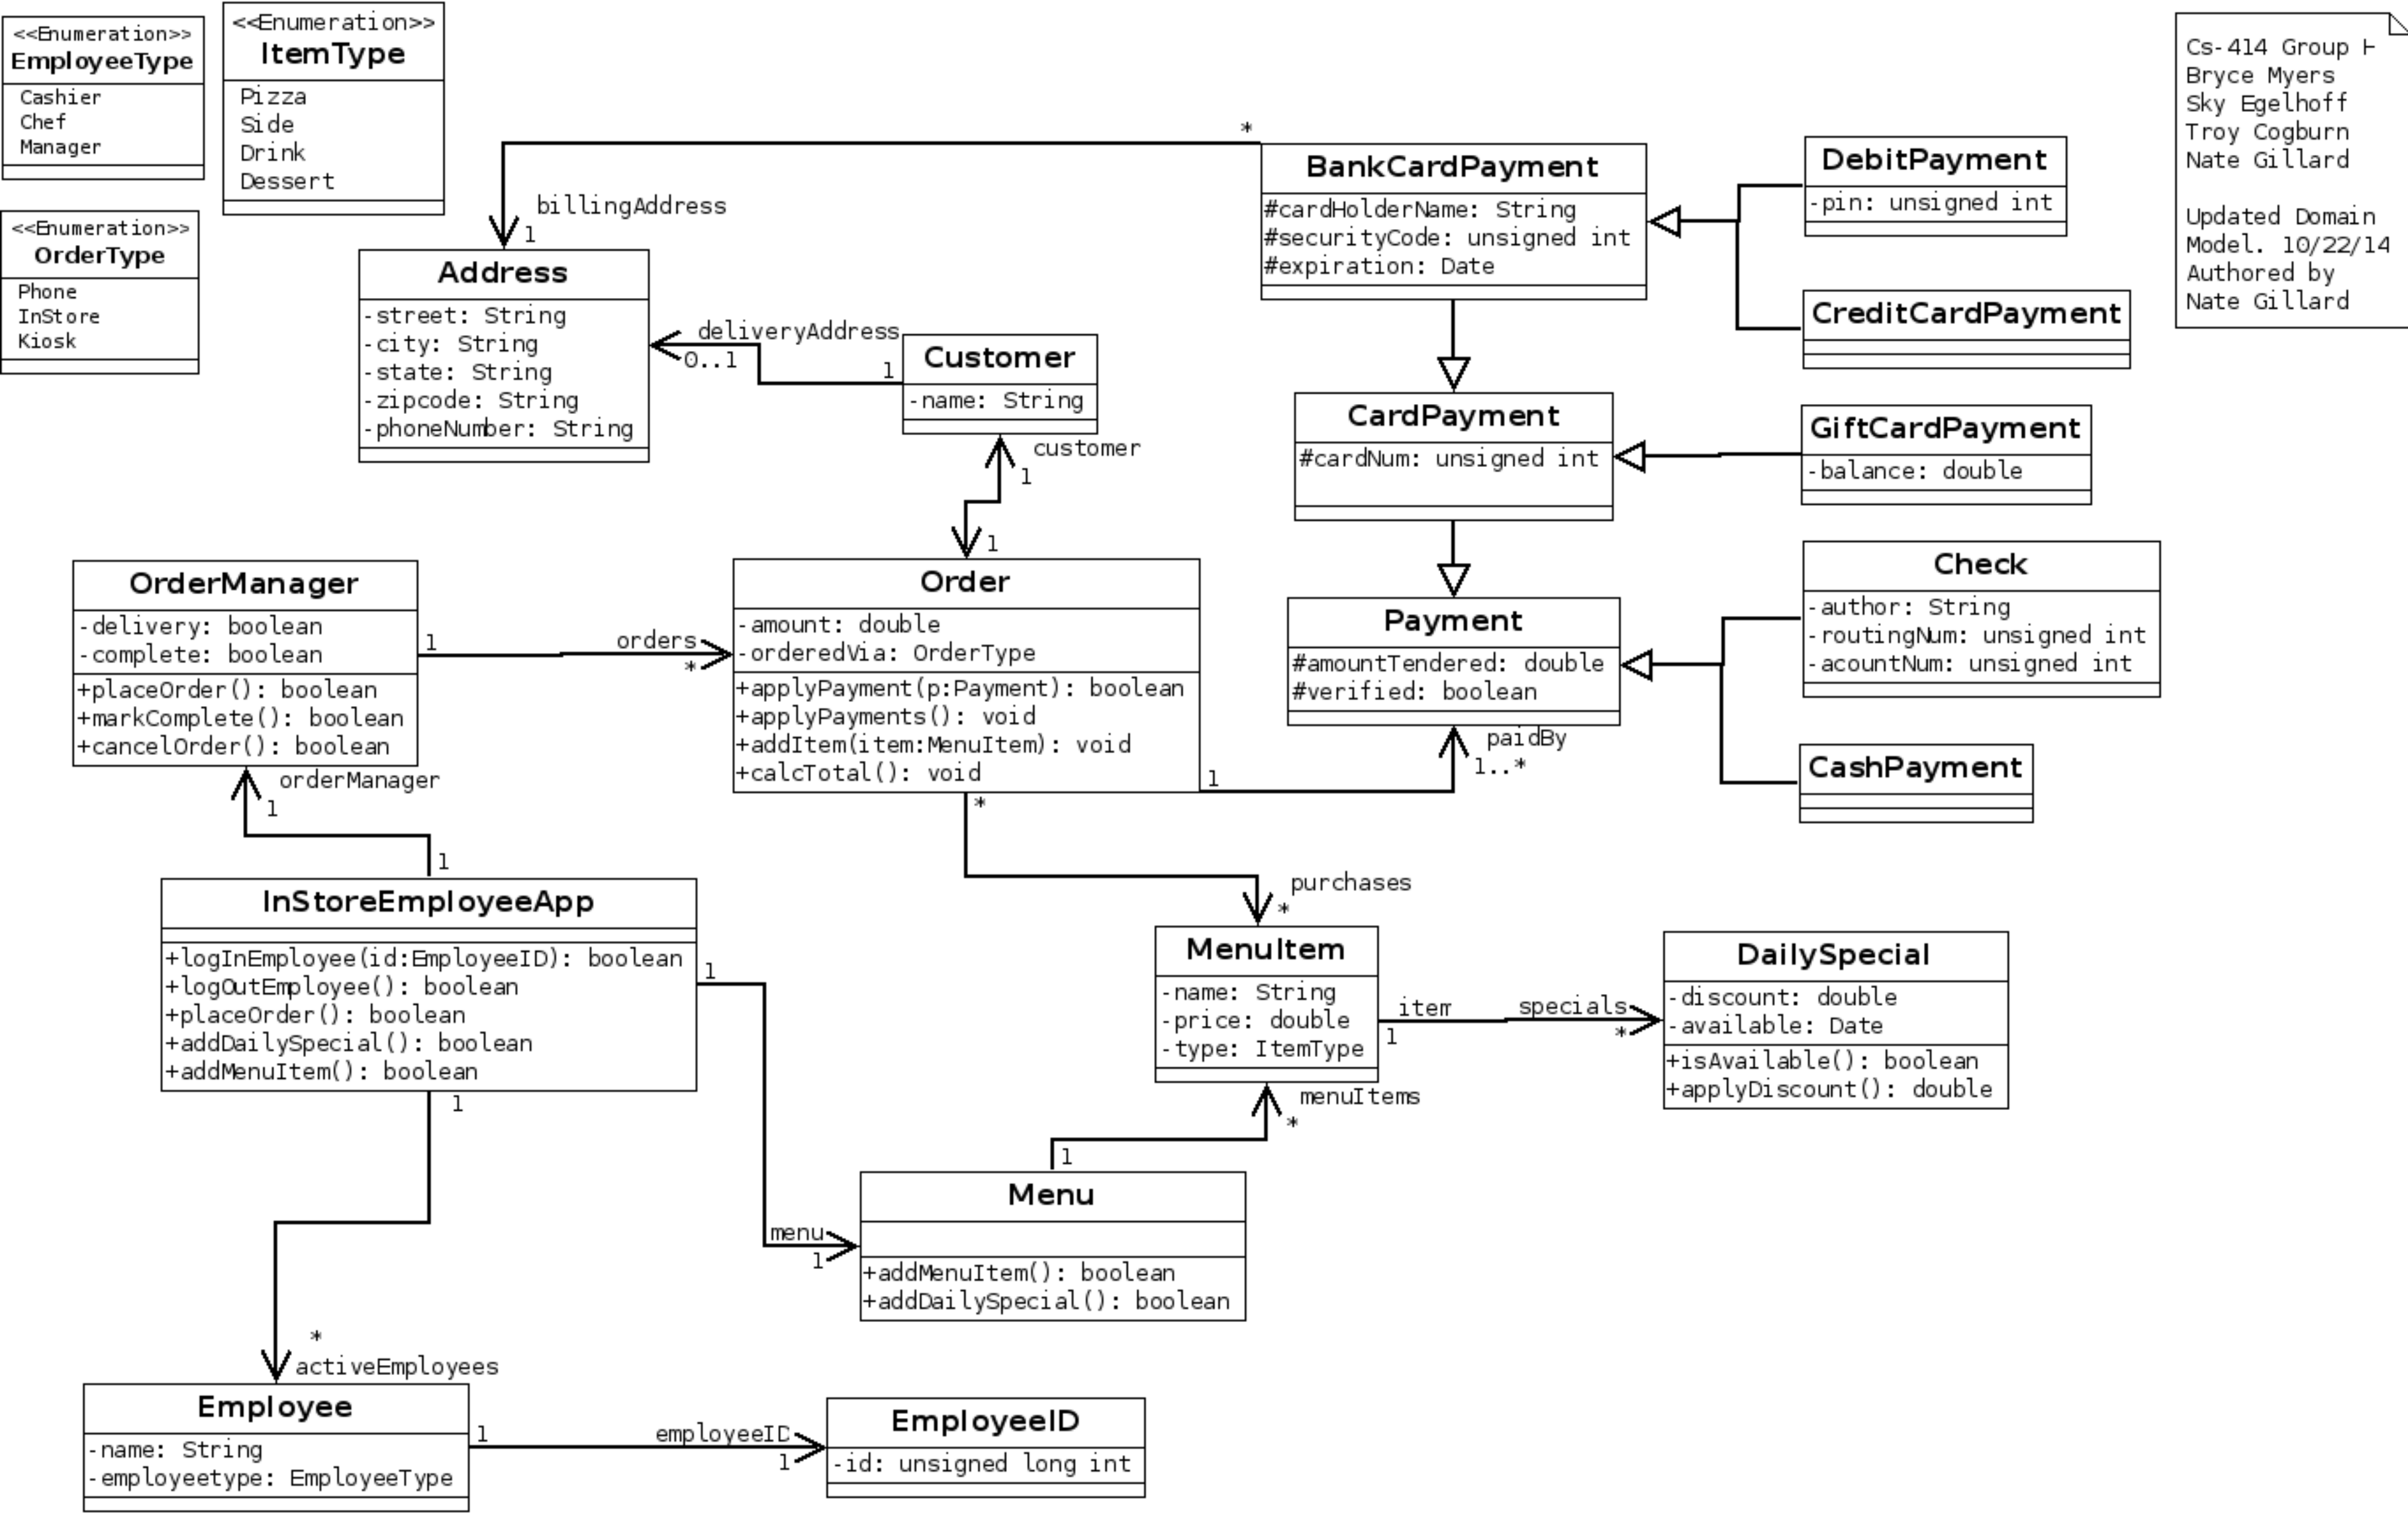 <<Enumeration>>
EmployeeType
Cashier
Chef
Manager
<<Enumeration>>
ItemType
Pizza
Side
Drink
Dessert
<<Enumeration>>
OrderType
Phone
InStore
Kiosk
Cs-414 Group H
Bryce Myers
Sky Egelhoff
Troy Cogburn
Nate Gillard
Updated Domain
Model. 10/22/14
Authored by
Nate Gillard
*
billingAddress
1
BankCardPayment
#cardHolderName: String
#securityCode: unsigned int
#expiration: Date
DebitPayment
-pin: unsigned int
CreditCardPayment
Address
-street: String
-city: String
-state: String
-zipcode: String
-phoneNumber: String
deliveryAddress
0..1
1
Customer
-name: String
customer
1
1
CardPayment
#cardNum: unsigned int
GiftCardPayment
-balance: double
OrderManager
-delivery: boolean
-complete: boolean
+placeOrder(): boolean
+markComplete(): boolean
+cancelOrder(): boolean
1
orders
*
Order
-amount: double
-orderedVia: OrderType
+applyPayment(p:Payment): boolean
+applyPayments(): void
+addItem(item:MenuItem): void
+calcTotal(): void
Payment
#amountTendered: double
#verified: boolean
Check
-author: String
-routingNum: unsigned int
-acountNum: unsigned int
CashPayment
paidBy
1..*
1
orderManager
1
1
*
purchases
*
InStoreEmployeeApp
+logInEmployee(id:EmployeeID): boolean
+logOutEmployee(): boolean
+placeOrder(): boolean
+addDailySpecial(): boolean
+addMenuItem(): boolean
1
1
MenuItem
-name: String
-price: double
-type: ItemType
item
1
specials
*
DailySpecial
-discount: double
-available: Date
+isAvailable(): boolean
+applyDiscount(): double
menuItems
*
1
menu
1
Menu
+addMenuItem(): boolean
+addDailySpecial(): boolean
*
activeEmployees
Employee
-name: String
-employeetype: EmployeeType
1
employeeID
1
EmployeeID
-id: unsigned long int